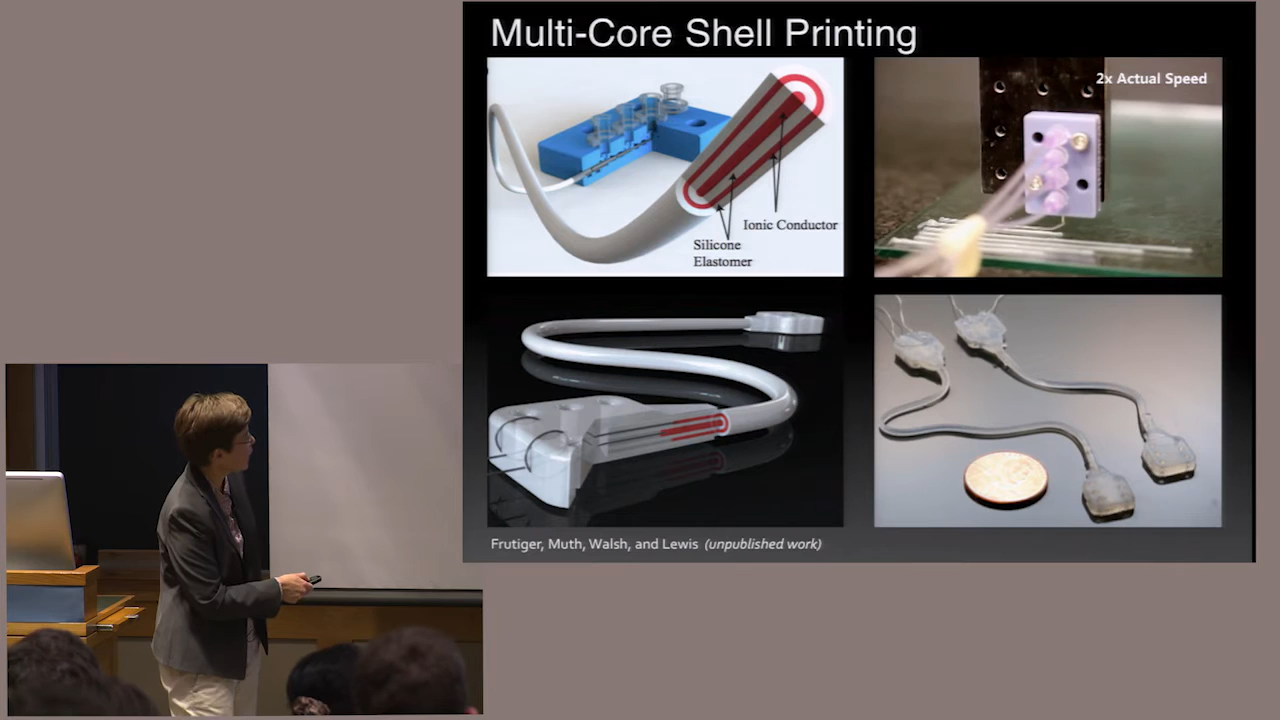 Multi-Core Shell Printing
2x Actual Speed
Ionic Conductor
Silicone
Elastomer
Frutiger, Muth, Walsh, and Lewis (unpublished work)